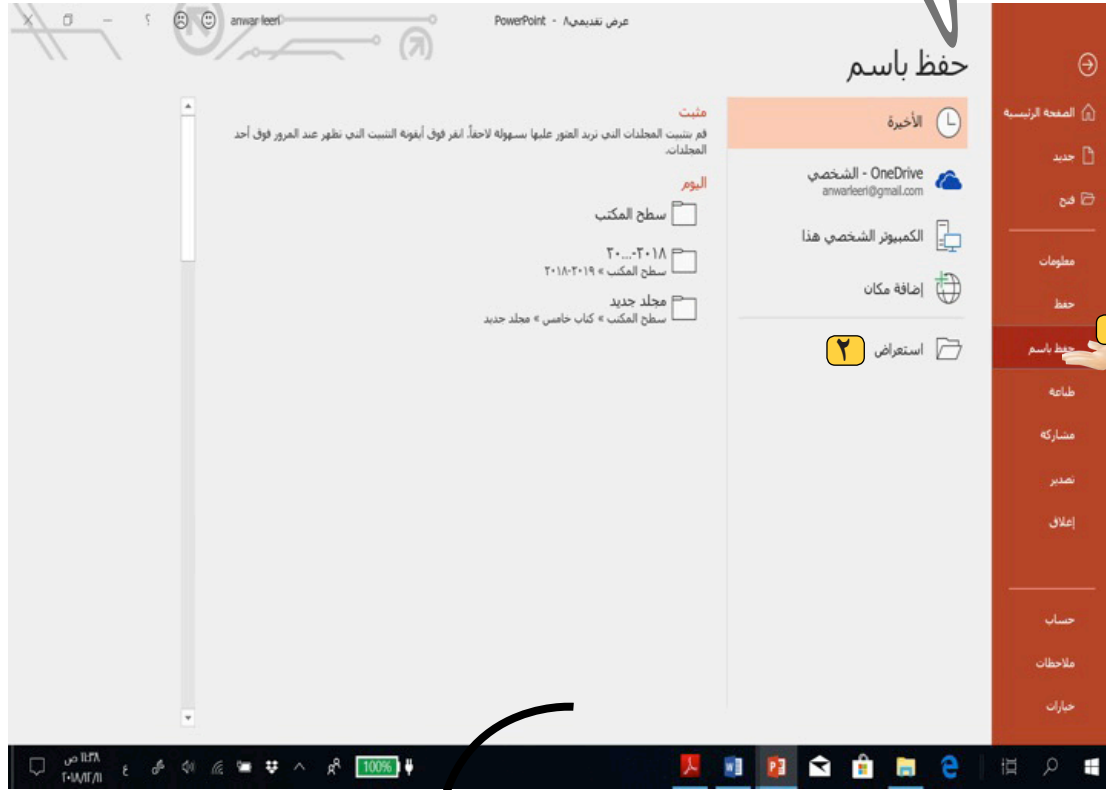 عرض تقديمي٨ - PowerPoint
anwar leeri
؟
حفظ باسم
الصفحة الرئيسية
جديد
فتح
معلومات
حفظ
حفظ باسم
طباعة
مشاركة
تصدير
إغلاق
حساب
ملاحظات
خيارات
الأخيرة
OneDrive - الشخصي
anwarleeri@gmail.com
الكمبيوتر الشخصي هذا
إضافة مكان
استعراض
٢
مثبت
قم بتثبيت المجلدات التي تريد العثور عليها بسهولة لاحقاً. انقر فوق أيقونة التثبيت التي تظهر عند المرور فوق أحد
المجلدات.
اليوم
سطح المكتب
٢٠١٨-...٢٠
سطح المكتب » ٢٠١٩-٢٠١٨
مجلد جديد
سطح المكتب » كتاب خامس » مجلد جديد
100%
ع
١١:٣٨ ص
٢٠١٨/١٢/١١